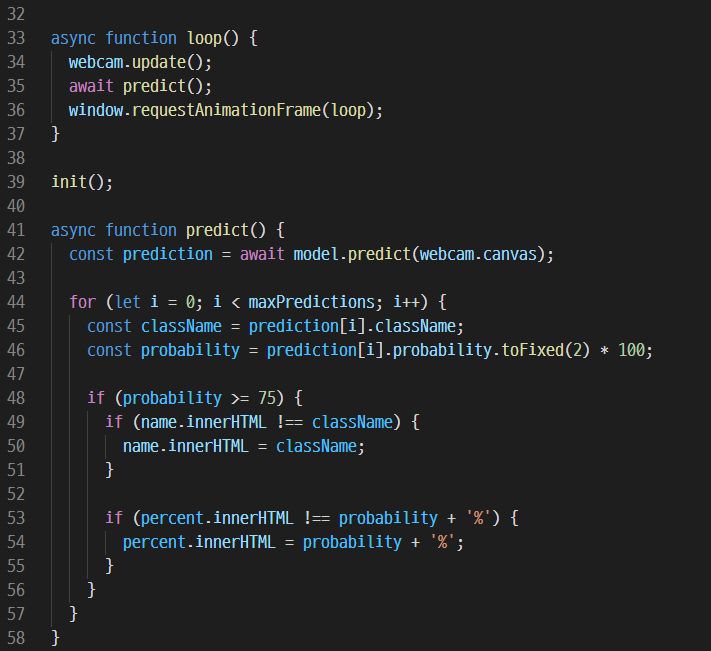 32
33 async function loop() {
34   webcam.update();
35   await predict();
36   window.requestAnimationFrame(loop);
37 }
38
39 init();
40
41 async function predict() {
42   const prediction = await model.predict(webcam.canvas);
43
44   for (let i = 0; i < maxPredictions; i++) {
45     const className = prediction[i].className;
46     const probability = prediction[i].probability.toFixed(2) * 100;
47
48     if (probability >= 75) {
49       if (name.innerHTML !== className) {
50         name.innerHTML = className;
51       }
52
53       if (percent.innerHTML !== probability + '%') {
54         percent.innerHTML = probability + '%';
55       }
56     }
57   }
58 }